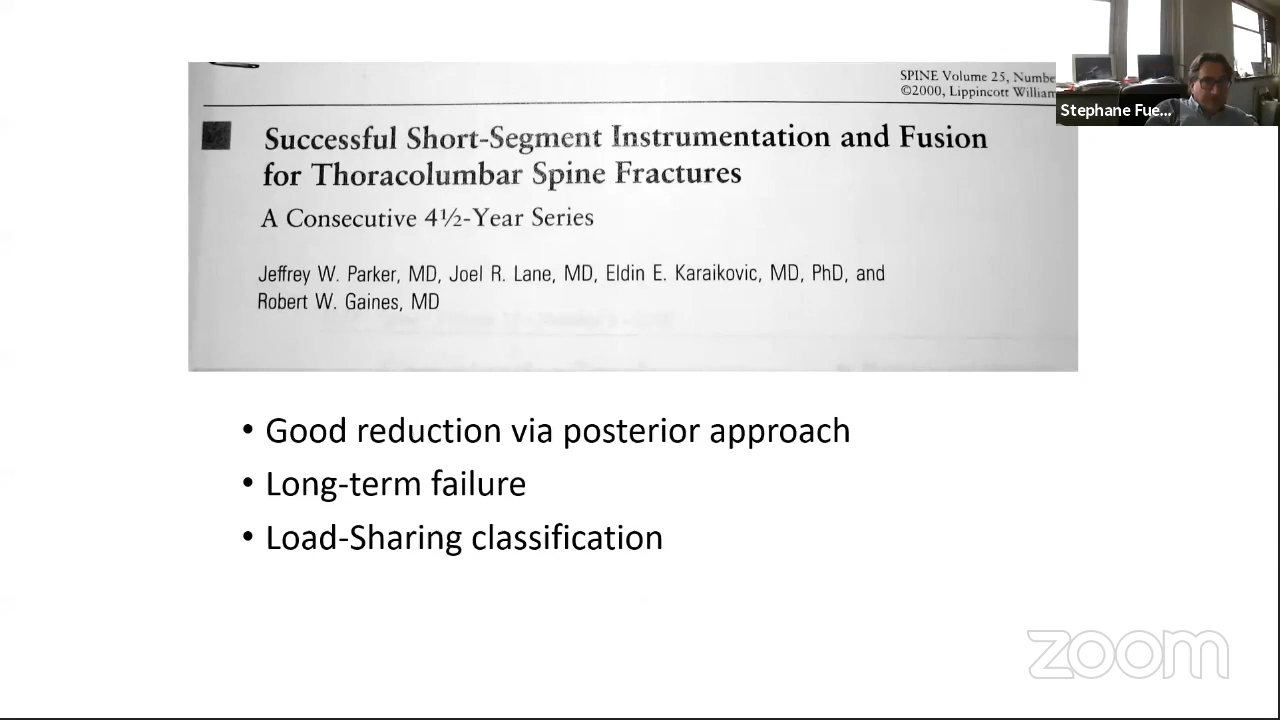 SPINE Volume 25, Numbe
©2000, Lippincott William
Stephane Fue...
Successful Short-Segment Instrumentation and Fusion
for Thoracolumbar Spine Fractures
A Consecutive 4½-Year Series
Jeffrey W. Parker, MD, Joel R. Lane, MD, Eldin E. Karaikovic, MD, PhD, and
Robert W. Gaines, MD
• Good reduction via posterior approach
• Long-term failure
• Load-Sharing classification
zoom